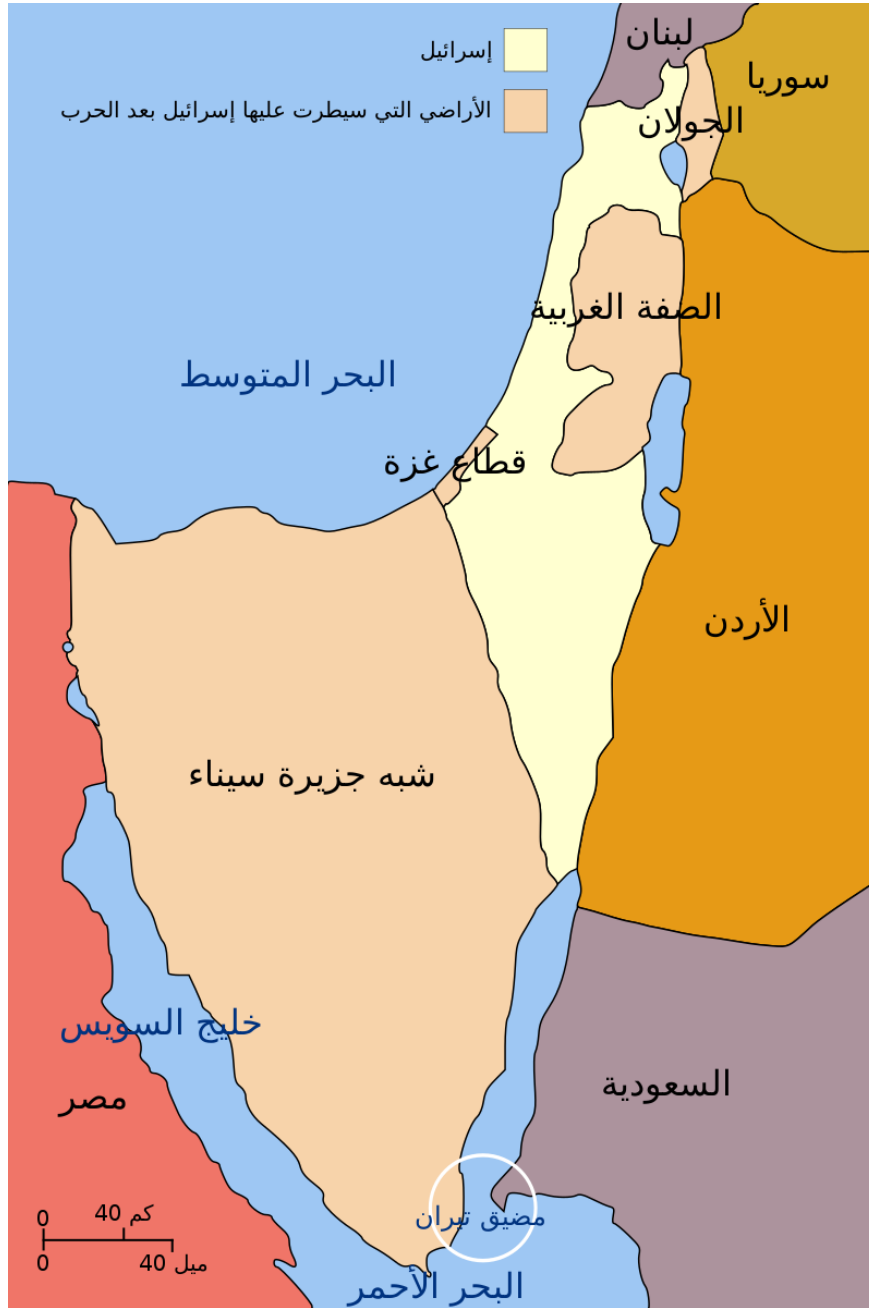 لبنان
إسرائيل
سوريا
الأراضي التي سيطرت عليها إسرائيل بعد الحرب
الجولان
الضفة الغربية
البحر المتوسط
قطاع غزة
الأردن
شبه جزيرة سيناء
خليج السويس
السعودية
مصر
مضيق تيران
0
40 كم
0
40 ميل
البحر الأحمر